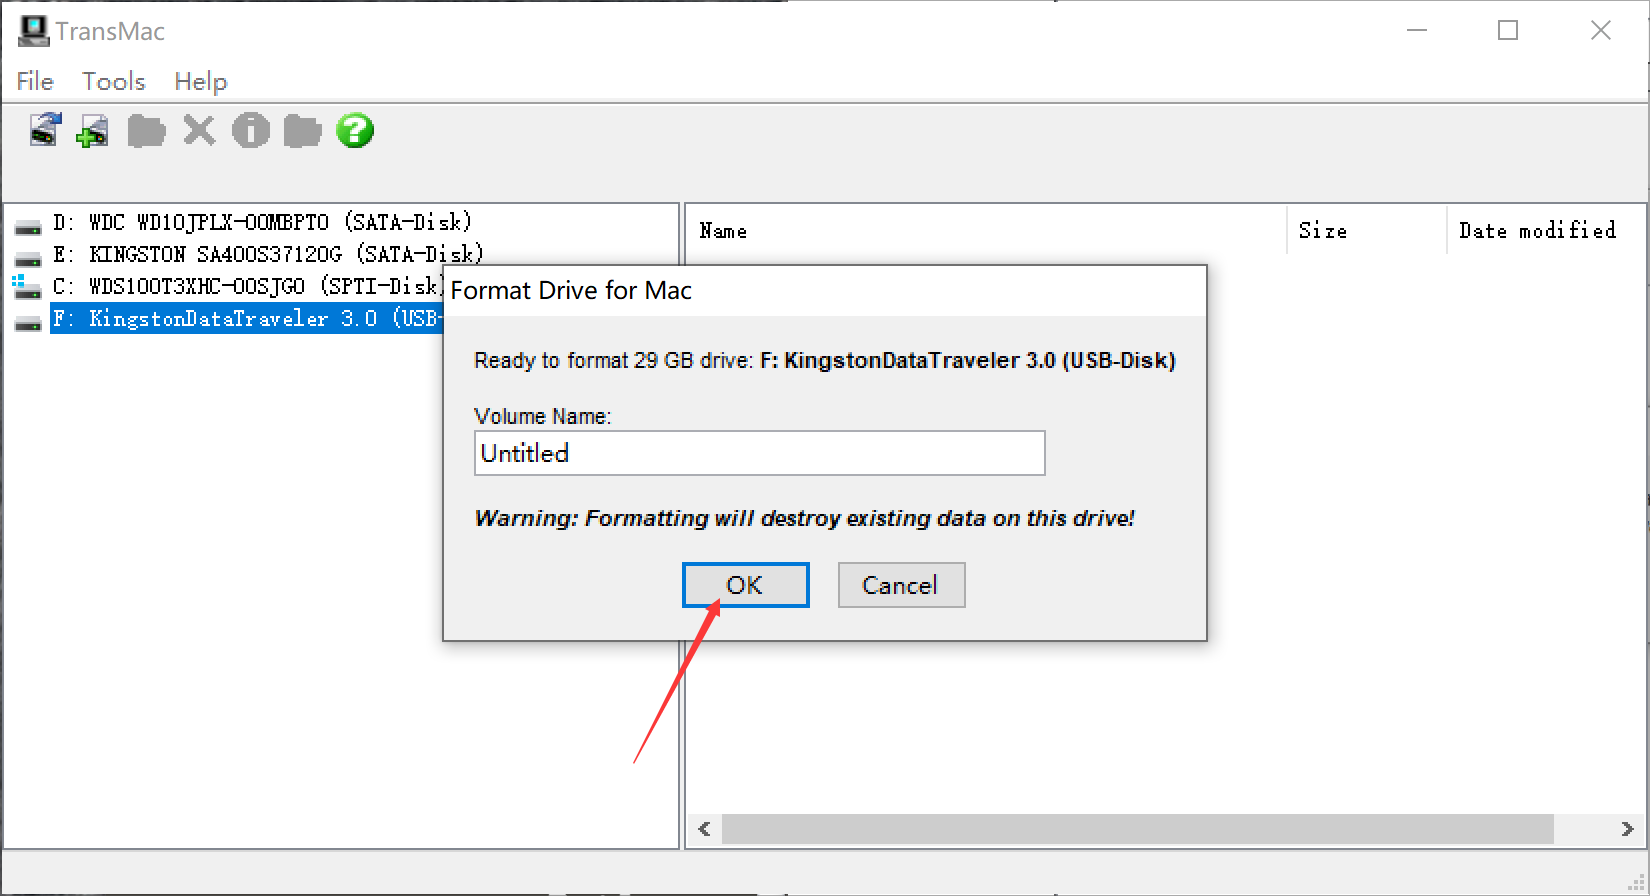 TransMac
File Tools Help
D: WDC WD10JPLX-00MBPT0 (SATA-Disk)
E: KINGSTON SA400S37120G (SATA-Disk)
C: WDS100T3XHC-00SJG0 (SPTI-Disk)
F: KingstonDataTraveler 3.0 (USB-
Name Size Date modified
Format Drive for Mac
Ready to format 29 GB drive: F: KingstonDataTraveler 3.0 (USB-Disk)
Volume Name:
Untitled
Warning: Formatting will destroy existing data on this drive!
OK Cancel